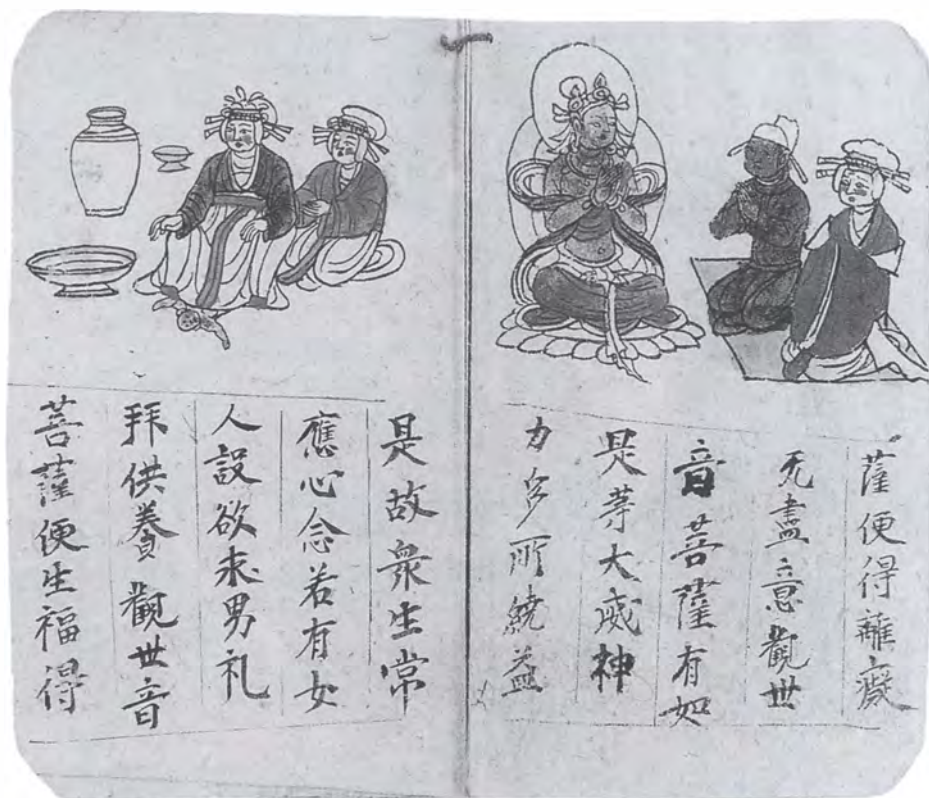 薩便得離癡
无盡意觀世
音菩薩有如
是等大威神
力多所饒益
是故衆生常
應心念若有女
人設欲求男礼
拜供養觀世音
菩薩便生福得